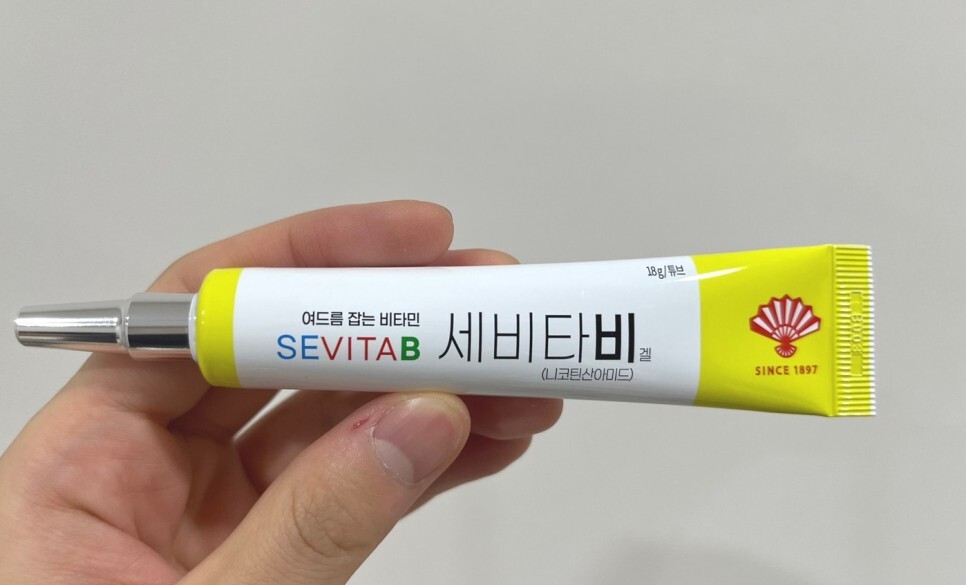 18g/튜브
여드름 잡는 비타민
SEVITAB 세비타비겔
(니코틴산아미드)
SINCE 1897